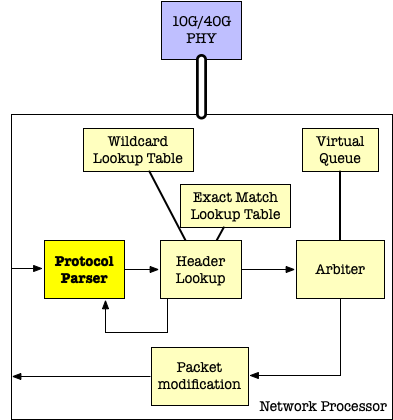 10G/40G
PHY
Wildcard
Lookup Table
Virtual
Queue
Exact Match
Lookup Table
Protocol
Parser
Header
Lookup
Arbiter
Packet
modification
Network Processor